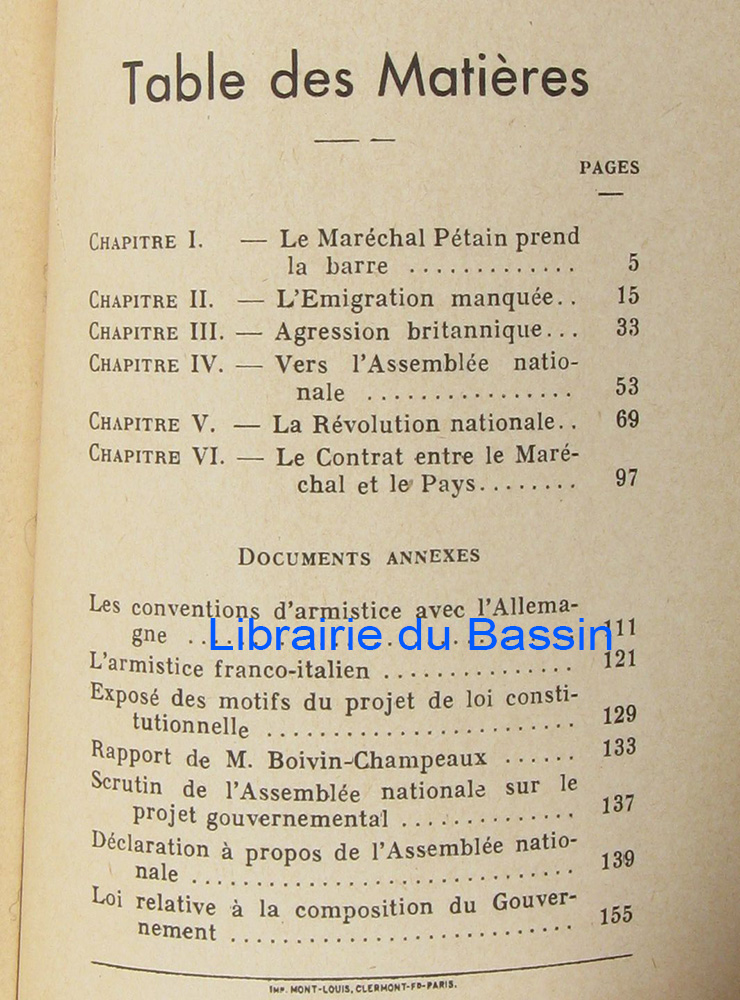 Table des Matières
PAGES
CHAPITRE I. — Le Maréchal Pétain prend
la barre ............. 5
CHAPITRE II. — L'Emigration manquée.. 15
CHAPITRE III. — Agression britannique... 33
CHAPITRE IV. — Vers l'Assemblée natio-
nale ................ 53
CHAPITRE V. — La Révolution nationale.. 69
CHAPITRE VI. — Le Contrat entre le Maré-
chal et le Pays........ 97
DOCUMENTS ANNEXES
Les conventions d'armistice avec l'Allema-
gne .......................... 111
Librairie du Bassin
L'armistice franco-italien ............... 121
Exposé des motifs du projet de loi consti-
tutionnelle ........................ 129
Rapport de M. Boivin-Champeaux ...... 133
Scrutin de l'Assemblée nationale sur le
projet gouvernemental .............. 137
Déclaration à propos de l'Assemblée natio-
nale .............................. 139
Loi relative à la composition du Gouver-
nement ........................... 155
IMP. MONT-LOUIS, CLERMONT-FD-PARIS.